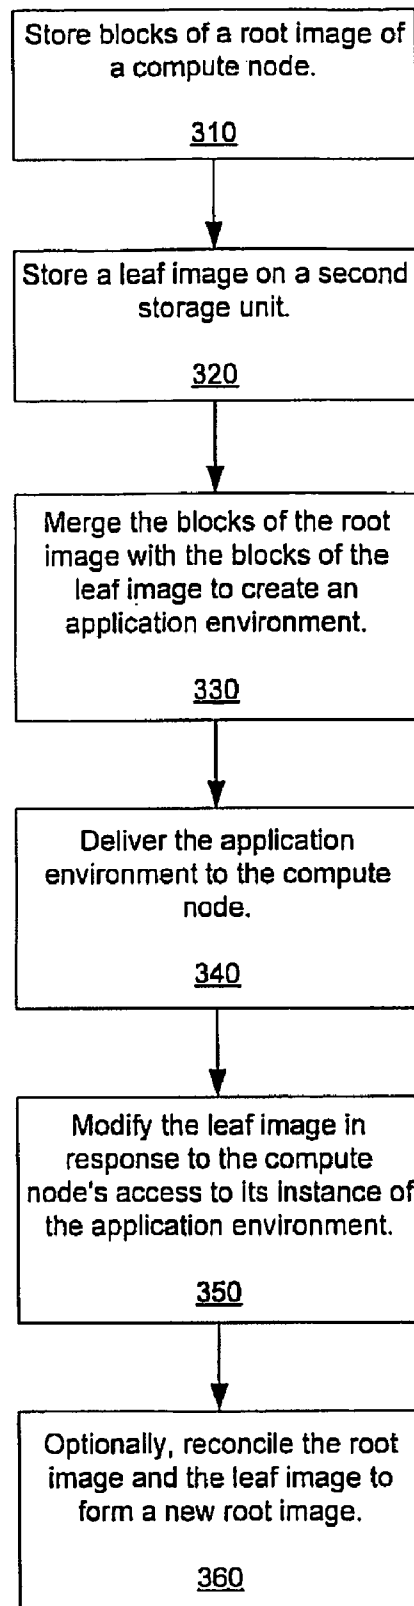 Store blocks of a root image of
a compute node.
310
Store a leaf image on a second
storage unit.
320
Merge the blocks of the root
image with the blocks of the
leaf image to create an
application environment.
330
Deliver the application
environment to the compute
node.
340
Modify the leaf image in
response to the compute
node's access to its instance of
the application environment.
350
Optionally, reconcile the root
image and the leaf image to
form a new root image.
360